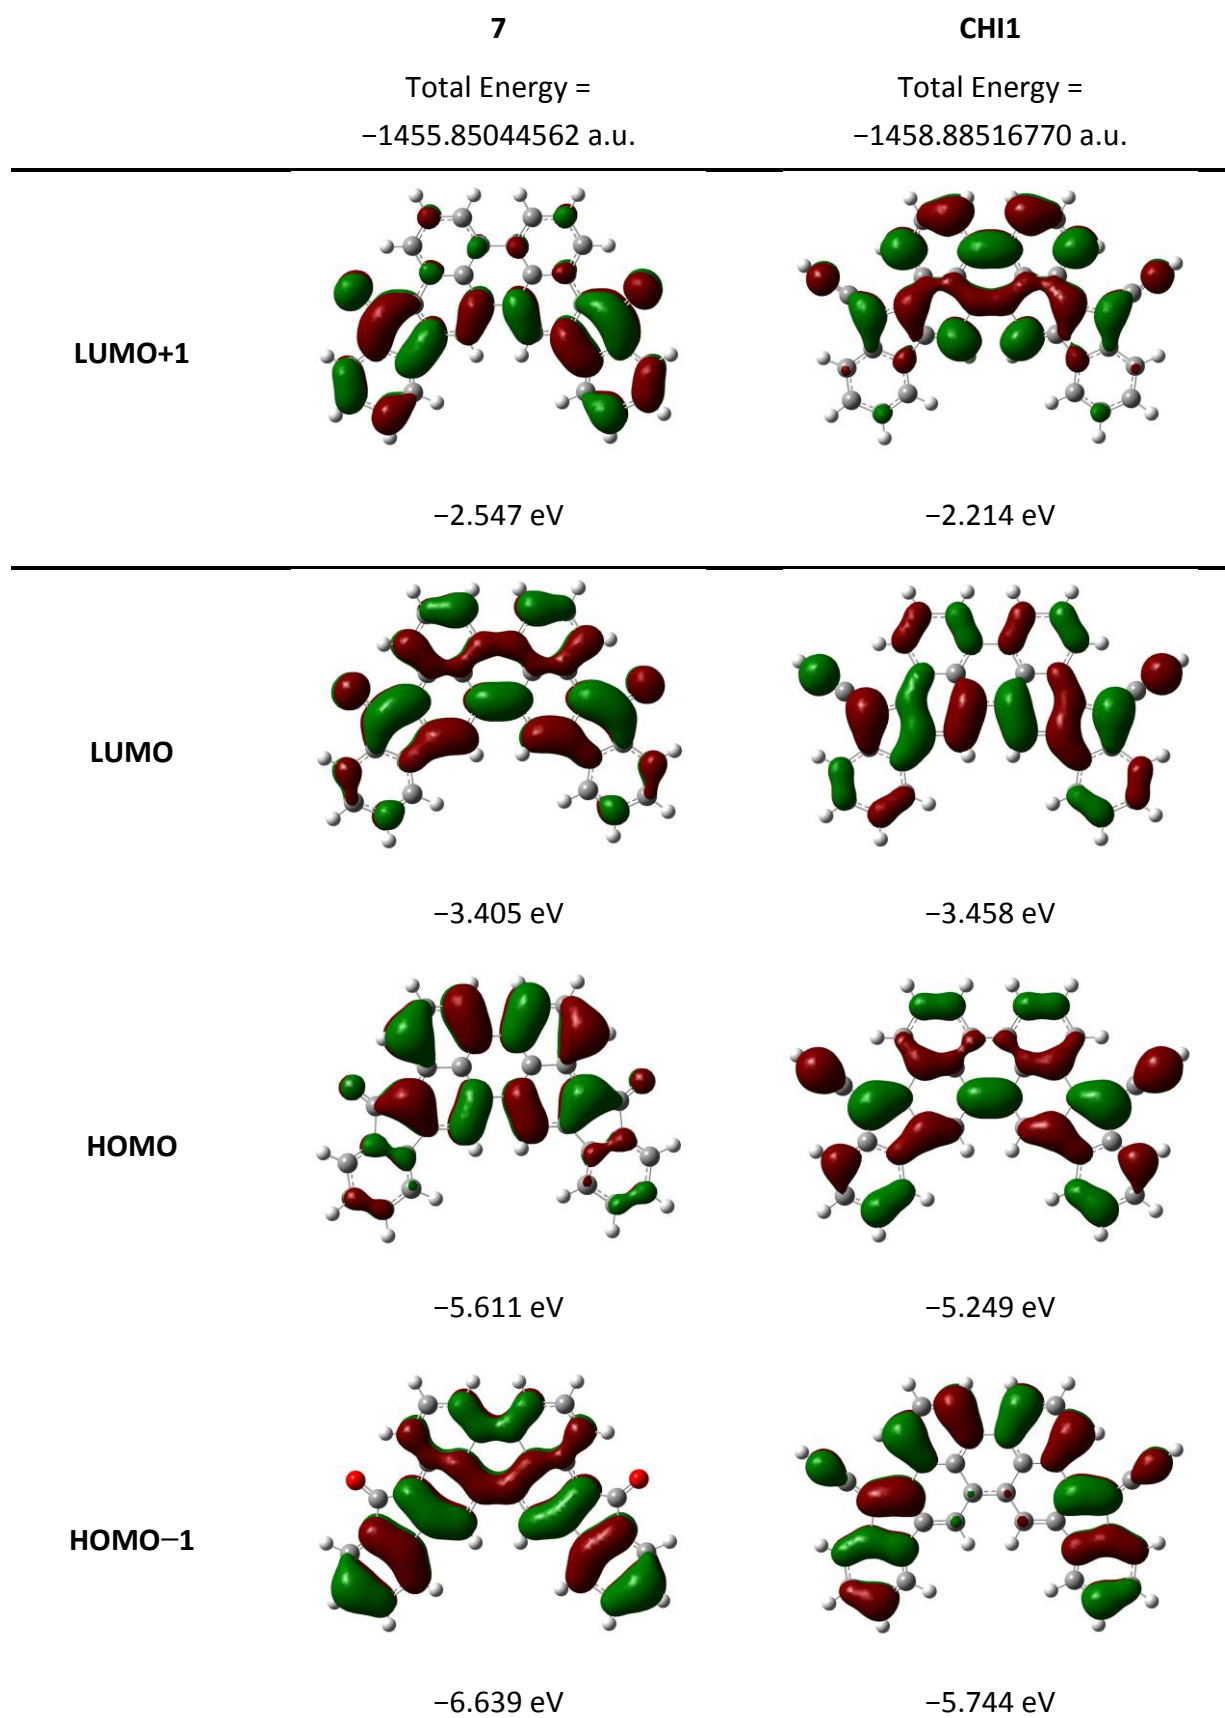 7 CHI1
Total Energy = Total Energy =
−1455.85044562 a.u. −1458.88516770 a.u.
LUMO+1
−2.547 eV −2.214 eV
LUMO
−3.405 eV −3.458 eV
HOMO
−5.611 eV −5.249 eV
HOMO−1
−6.639 eV −5.744 eV